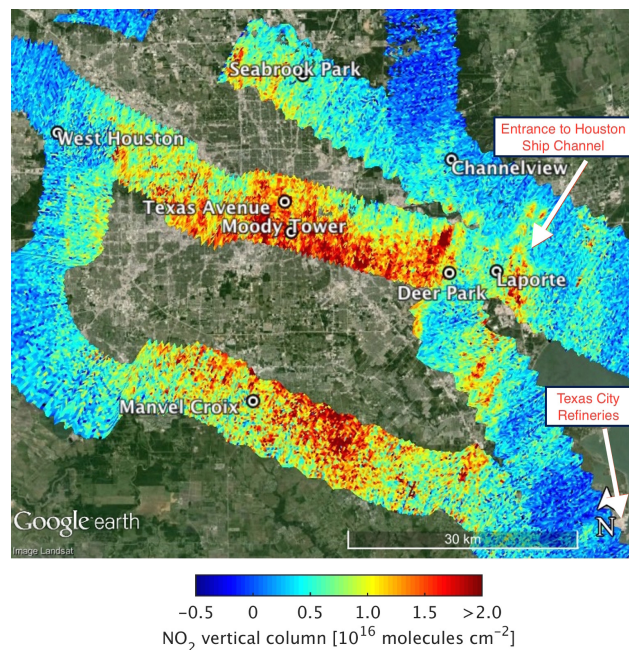 Seabrook Park
Entrance to Houston
Ship Channel
West Houston
Channelview
Texas Avenue
Moody Tower
Deer Park
Laporte
Manvel Croix
Texas City
Refineries
N
Google earth
Image Landsat
30 km
−0.5 0 0.5 1.0 1.5 >2.0
NO₂ vertical column [10¹⁶ molecules cm⁻²]